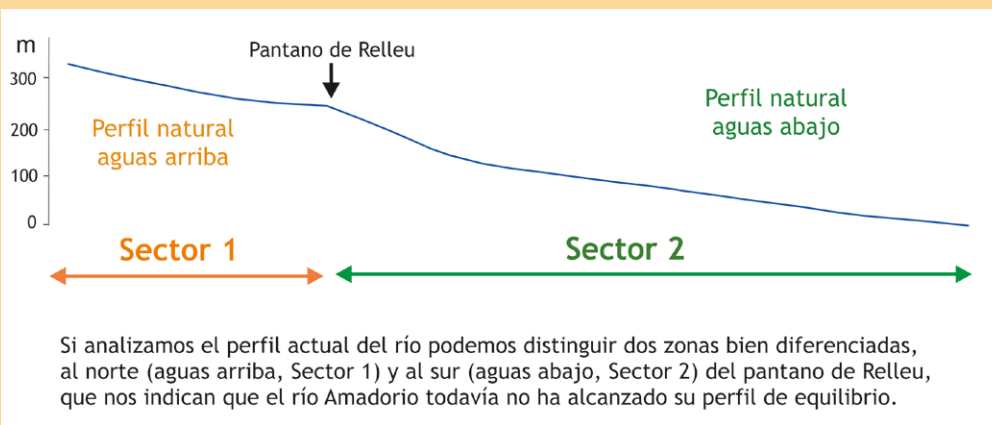 m
Pantano de Relleu
300
Perfil natural
aguas abajo
200
Perfil natural
aguas arriba
100
0
Sector 1
Sector 2
Si analizamos el perfil actual del río podemos distinguir dos zonas bien diferenciadas,
al norte (aguas arriba, Sector 1) y al sur (aguas abajo, Sector 2) del pantano de Relleu,
que nos indican que el río Amadorio todavía no ha alcanzado su perfil de equilibrio.